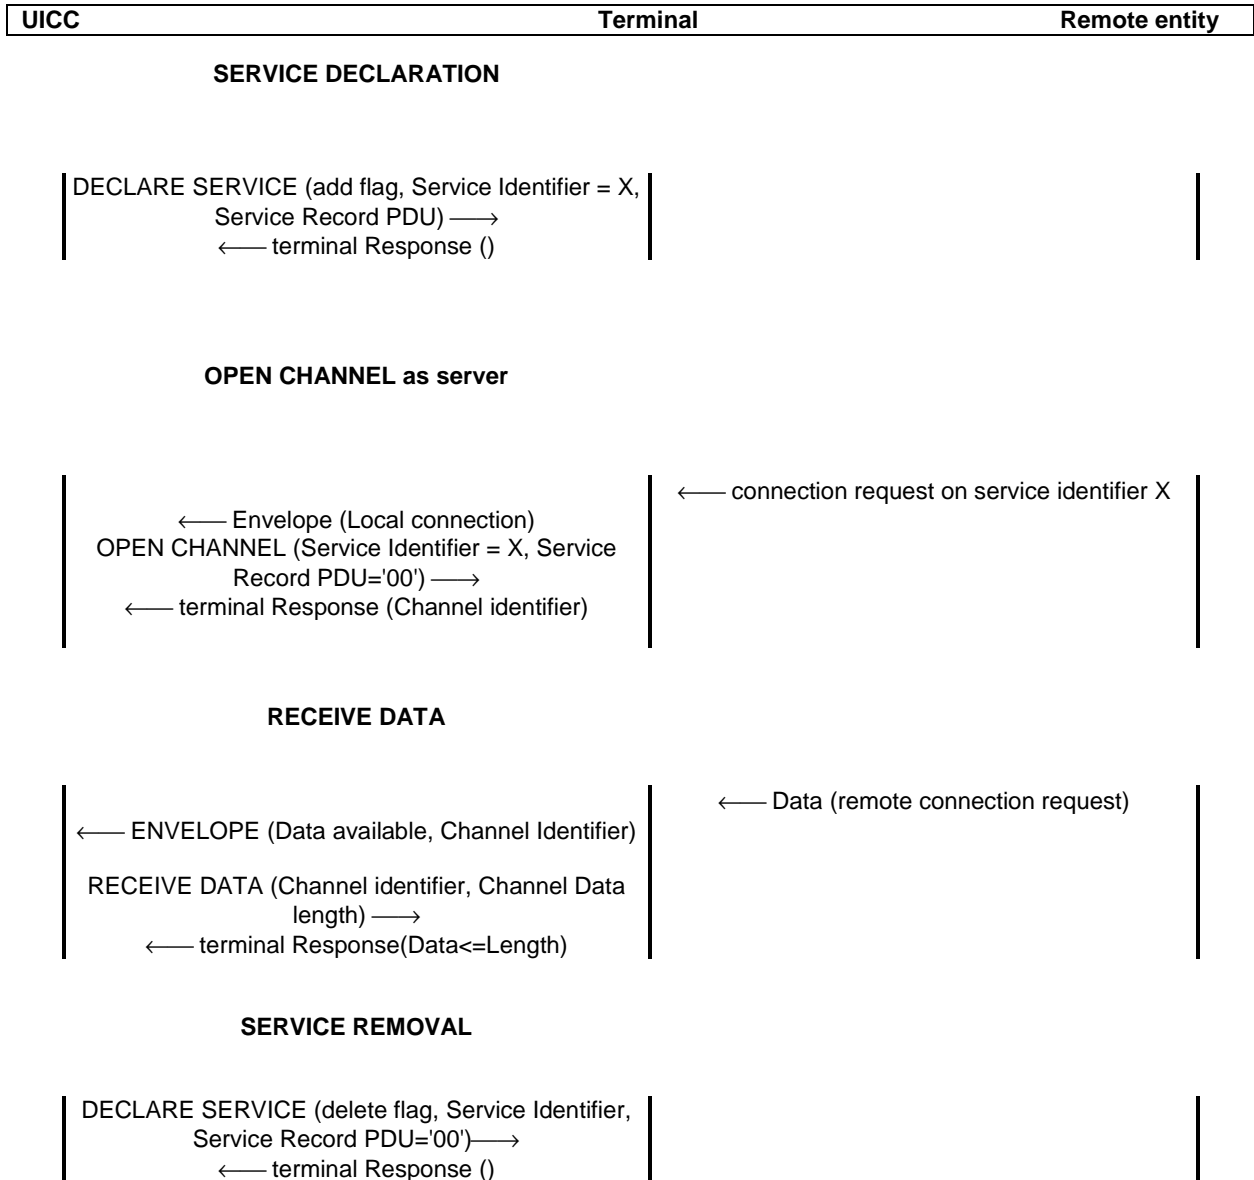 UICC Terminal Remote entity
SERVICE DECLARATION
DECLARE SERVICE (add flag, Service Identifier = X,
Service Record PDU) ⟶
⟵ terminal Response ()
OPEN CHANNEL as server
⟵ connection request on service identifier X
⟵ Envelope (Local connection)
OPEN CHANNEL (Service Identifier = X, Service
Record PDU='00') ⟶
⟵ terminal Response (Channel identifier)
RECEIVE DATA
⟵ Data (remote connection request)
⟵ ENVELOPE (Data available, Channel Identifier)
RECEIVE DATA (Channel identifier, Channel Data
length) ⟶
⟵ terminal Response(Data<=Length)
SERVICE REMOVAL
DECLARE SERVICE (delete flag, Service Identifier,
Service Record PDU='00')⟶
⟵ terminal Response ()